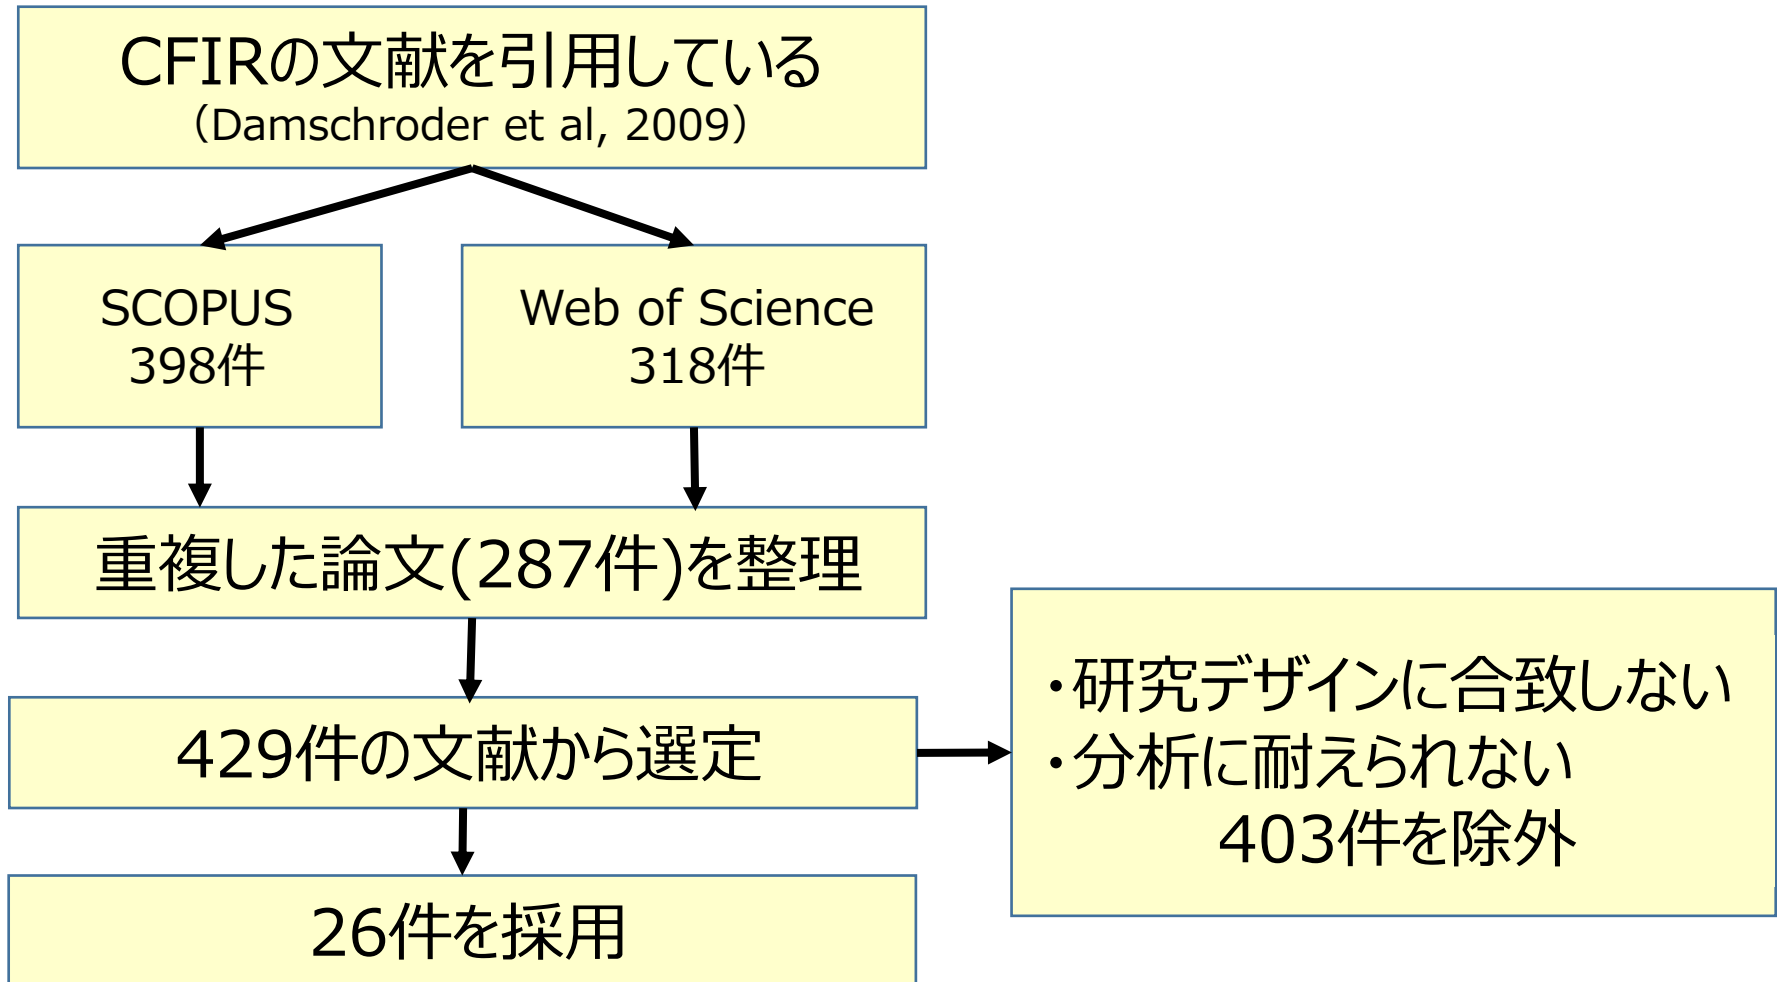 CFIRの文献を引用している
（Damschroder et al, 2009）
SCOPUS
398件
Web of Science
318件
重複した論文(287件)を整理
429件の文献から選定
・研究デザインに合致しない
・分析に耐えられない
403件を除外
26件を採用